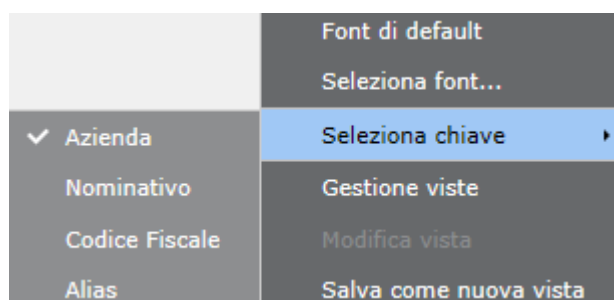 Font di default
Seleziona font...
Seleziona chiave
Gestione viste
Modifica vista
Salva come nuova vista
Azienda
Nominativo
Codice Fiscale
Alias